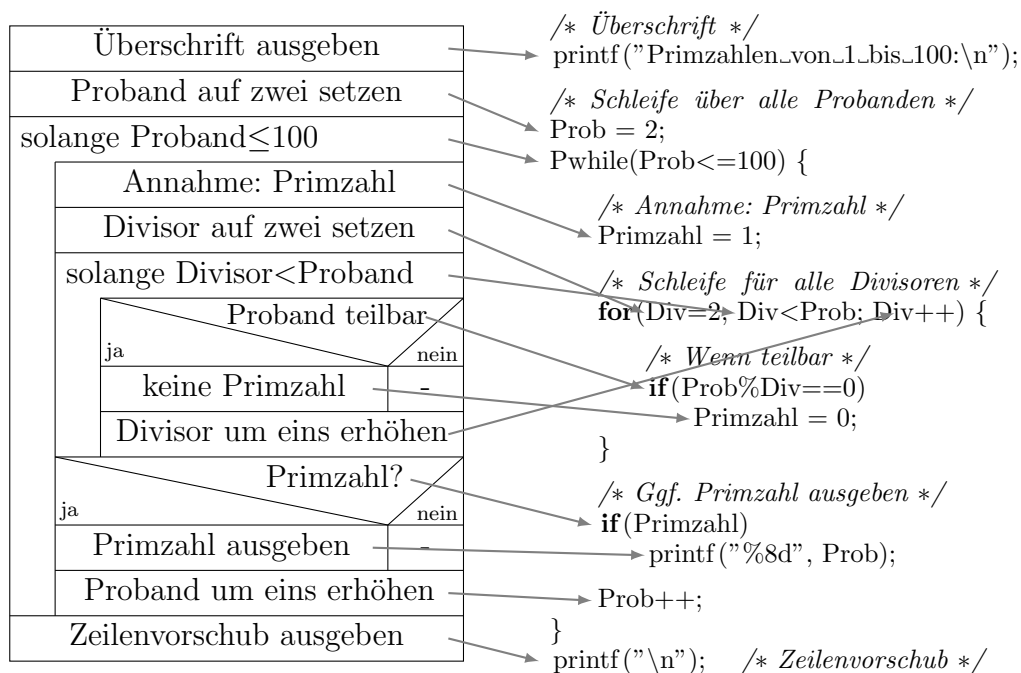 Überschrift ausgeben
Proband auf zwei setzen
solange Proband≤100
Annahme: Primzahl
Divisor auf zwei setzen
solange Divisor<Proband
Proband teilbar
ja
nein
keine Primzahl
-
Divisor um eins erhöhen
Primzahl?
ja
nein
Primzahl ausgeben
-
Proband um eins erhöhen
Zeilenvorschub ausgeben
/* Überschrift */
printf("Primzahlen␣von␣1␣bis␣100:\n");
/* Schleife über alle Probanden */
Prob = 2;
Pwhile(Prob<=100) {
/* Annahme: Primzahl */
Primzahl = 1;
/* Schleife für alle Divisoren */
for(Div=2; Div<Prob; Div++) {
/* Wenn teilbar */
if(Prob%Div==0)
Primzahl = 0;
}
/* Ggf. Primzahl ausgeben */
if(Primzahl)
printf("%8d", Prob);
Prob++;
}
printf("\n"); /* Zeilenvorschub */